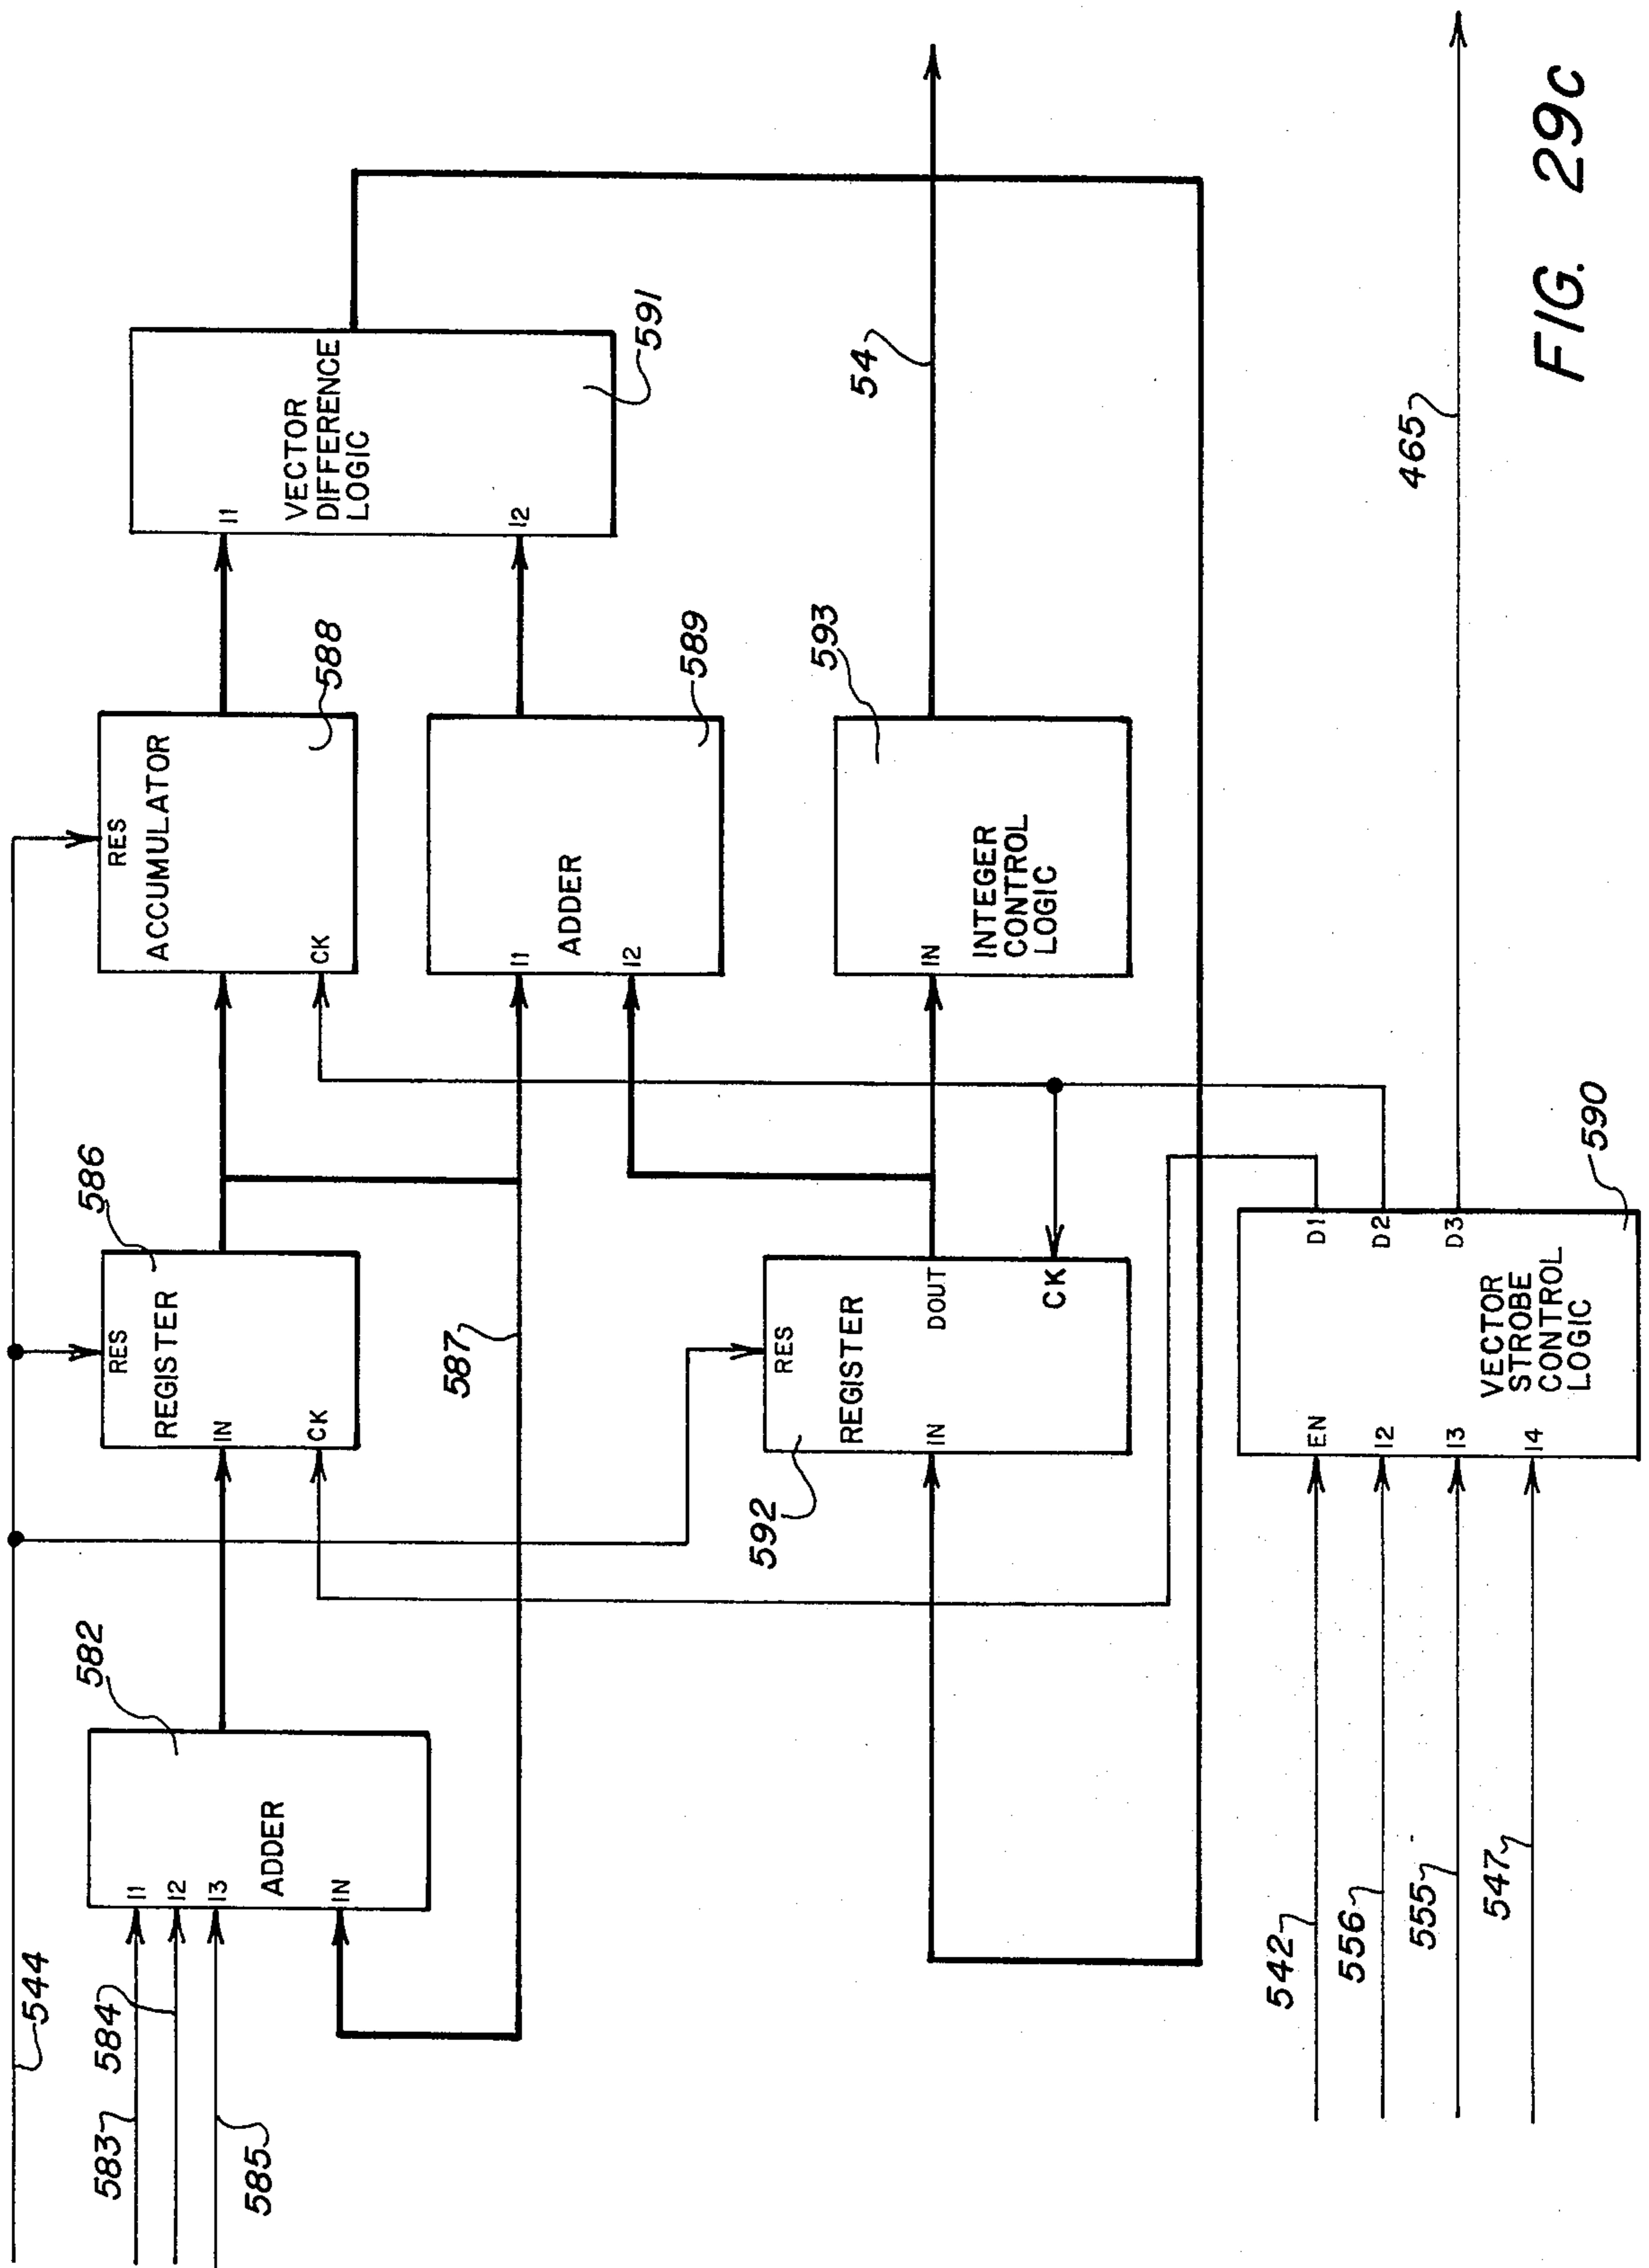 544
583
584
585
I1
I2
I3
ADDER
IN
582
RES
REGISTER
IN
CK
586
587
RES
ACCUMULATOR
CK
588
I1
I2
ADDER
589
I1
VECTOR
DIFFERENCE
LOGIC
I2
591
592
RES
REGISTER
IN
DOUT
CK
IN
INTEGER
CONTROL
LOGIC
593
54
542
556
555
547
EN
I2
I3
I4
VECTOR
STROBE
CONTROL
LOGIC
D1
D2
D3
590
465
FIG. 29c